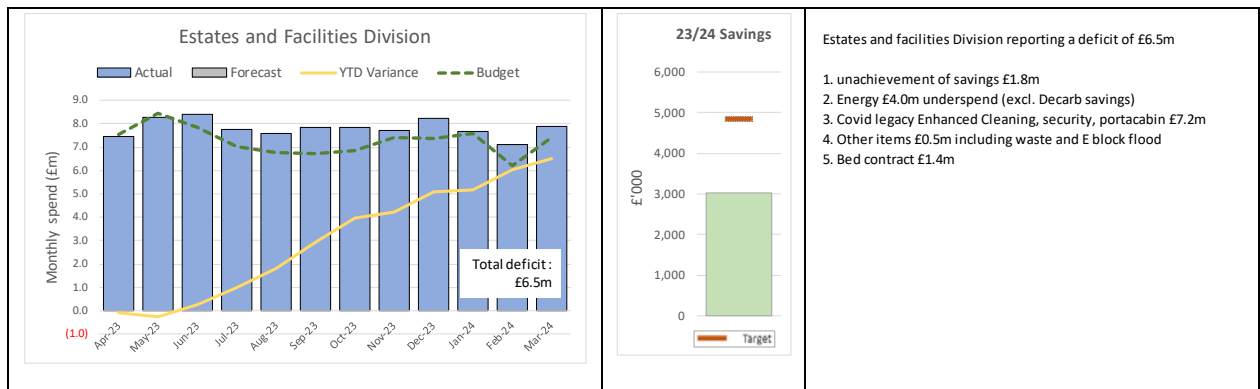 Estates and Facilities Division
Actual
Forecast
YTD Variance
Budget
Monthly spend (£m)
9.0
8.0
7.0
6.0
5.0
4.0
3.0
2.0
1.0
0.0
(1.0)
Total deficit :
£6.5m
Apr-23
May-23
Jun-23
Jul-23
Aug-23
Sep-23
Oct-23
Nov-23
Dec-23
Jan-24
Feb-24
Mar-24
23/24 Savings
£'000
6,000
5,000
4,000
3,000
2,000
1,000
0
Target
Estates and facilities Division reporting a deficit of £6.5m
1. unachievement of savings £1.8m
2. Energy £4.0m underspend (excl. Decarb savings)
3. Covid legacy Enhanced Cleaning, security, portacabin £7.2m
4. Other items £0.5m including waste and E block flood
5. Bed contract £1.4m